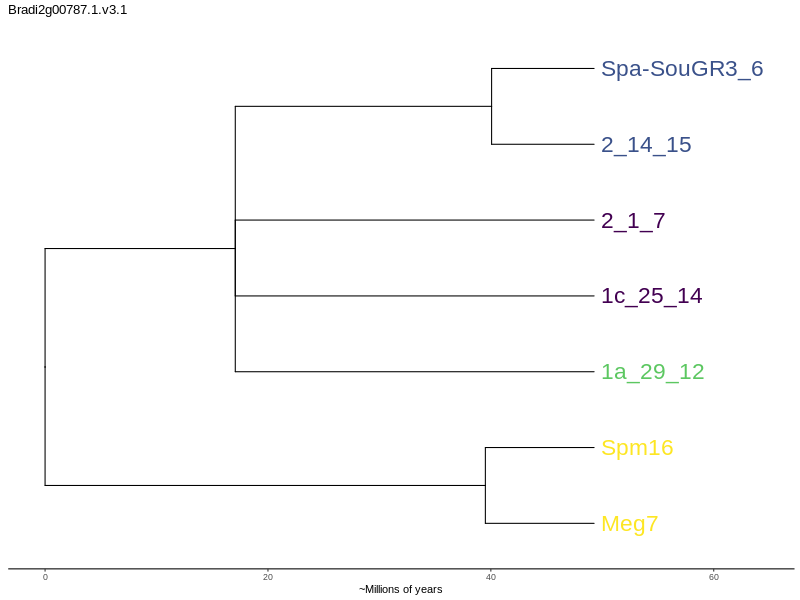 Bradi2g00787.1.v3.1
Spa-SouGR3_6
2_14_15
2_1_7
1c_25_14
1a_29_12
Spm16
Meg7
0 20 40 60
~Millions of years